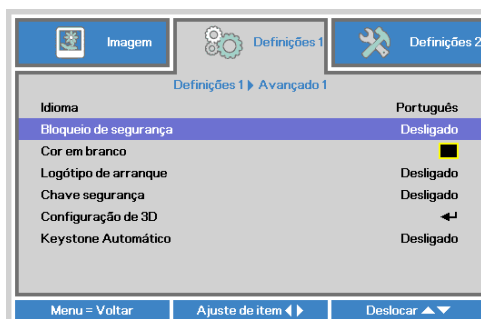 Imagem
Definições 1
Definições 2
Definições 1 Avançado 1
Idioma Português
Bloqueio de segurança Desligado
Cor em branco
Logótipo de arranque Desligado
Chave segurança Desligado
Configuração de 3D
Keystone Automático Desligado
Menu = Voltar Ajuste de item Deslocar